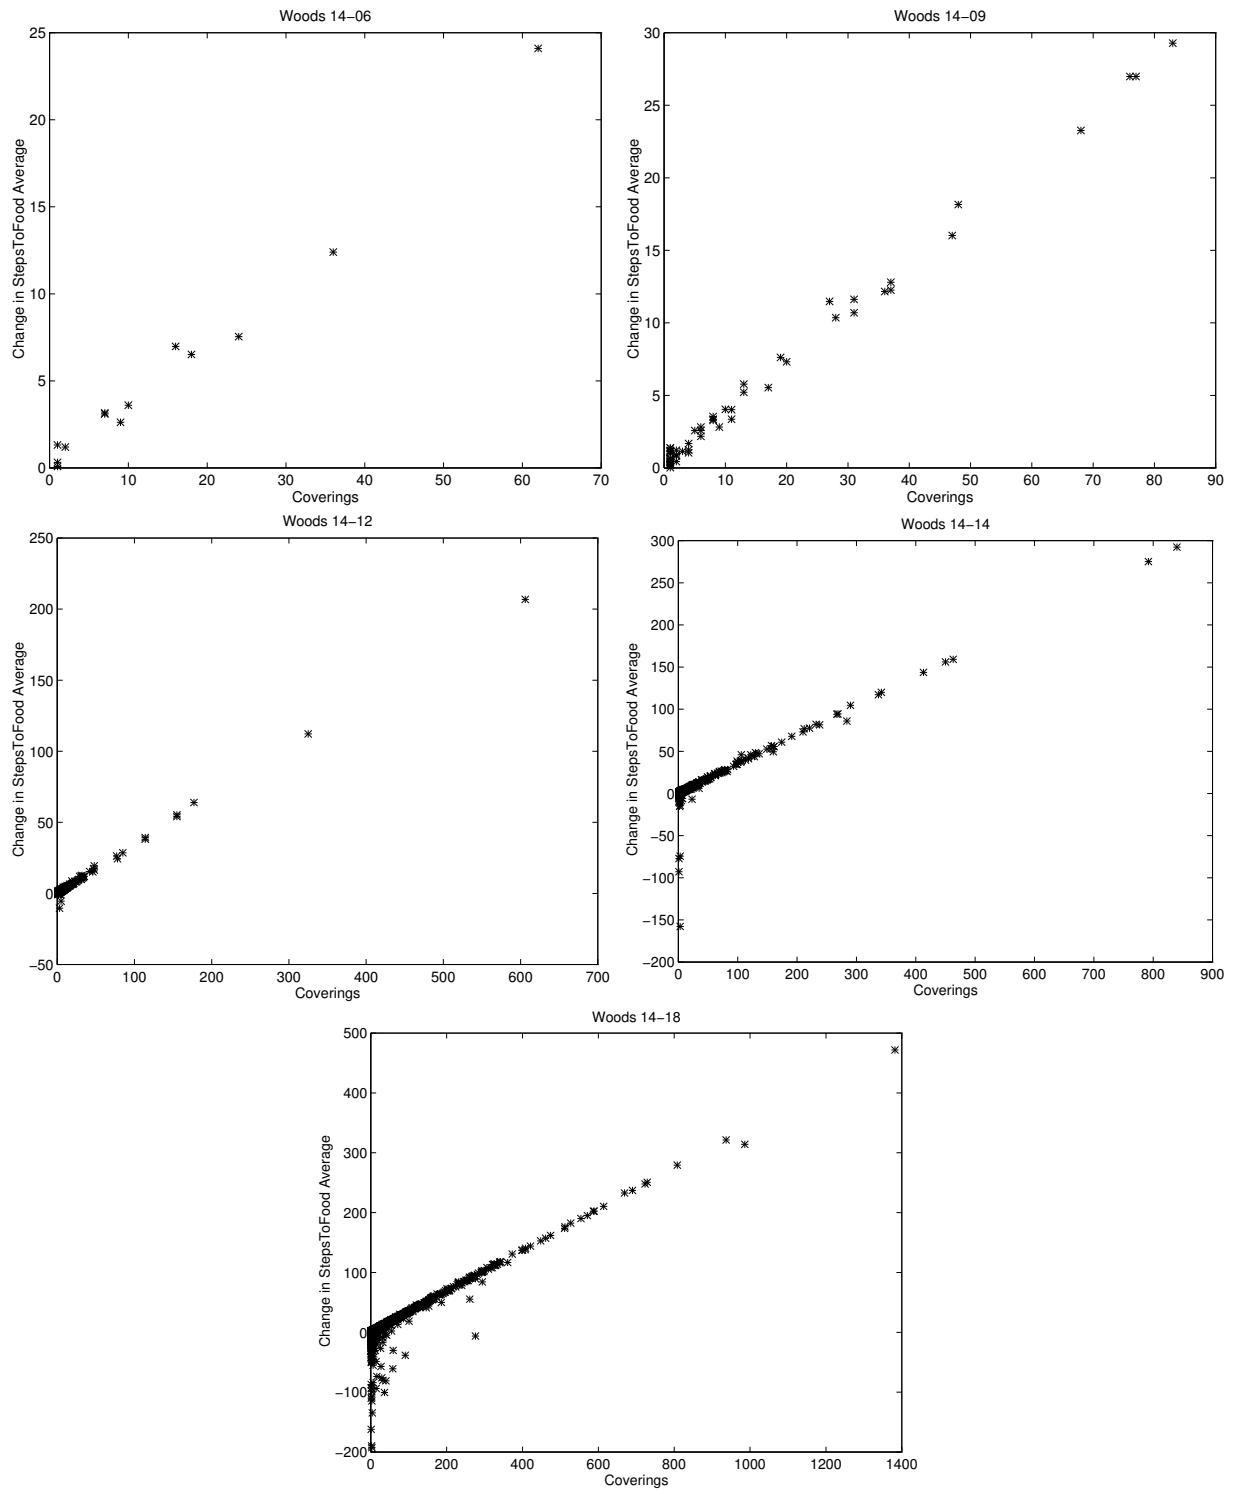 Woods 14−06
25
20
15
10
5
0
0 10 20 30 40 50 60 70
Change in StepsToFood Average
Coverings
Woods 14−09
30
25
20
15
10
5
0
0 10 20 30 40 50 60 70 80 90
Change in StepsToFood Average
Coverings
Woods 14−12
250
200
150
100
50
0
−50
0 100 200 300 400 500 600 700
Change in StepsToFood Average
Coverings
Woods 14−14
300
250
200
150
100
50
0
−50
−100
−150
−200
0 100 200 300 400 500 600 700 800 900
Change in StepsToFood Average
Coverings
Woods 14−18
500
400
300
200
100
0
−100
−200
0 200 400 600 800 1000 1200 1400
Change in StepsToFood Average
Coverings